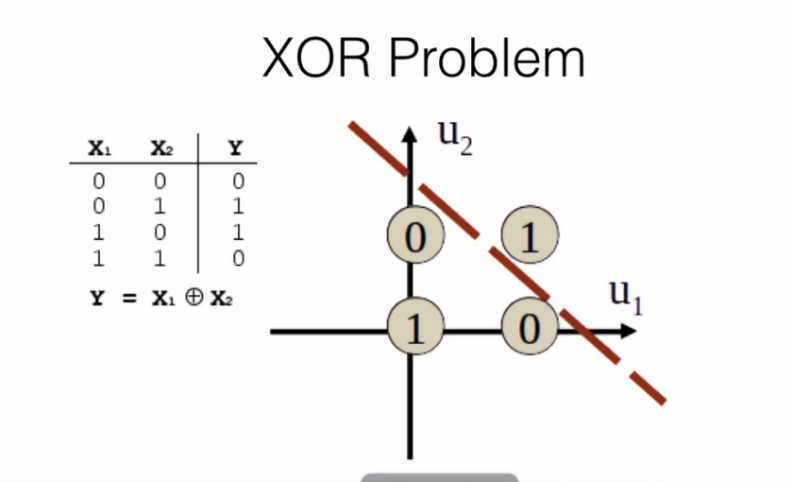 XOR Problem
X₁ X₂ Y
0 0 0
0 1 1
1 0 1
1 1 0
Y = X₁ ⊕ X₂
u₂
0 1
u₁
1 0